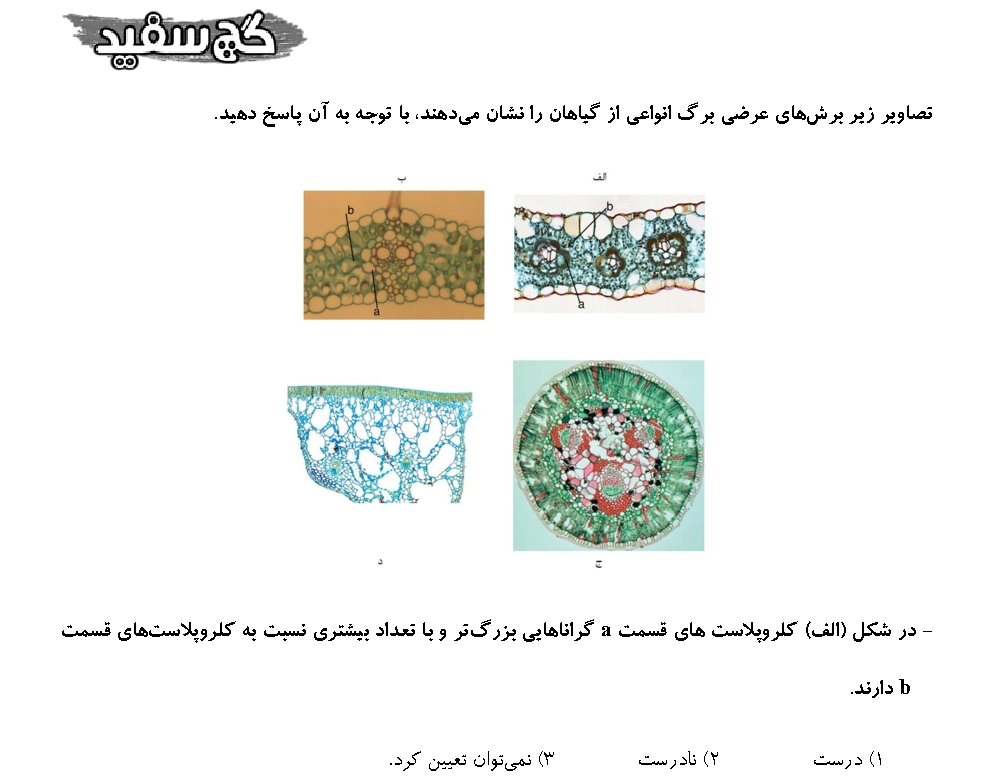 گچ سفید
تصاویر زیر برش‌های عرضی برگ انواعی از گیاهان را نشان می‌دهند، با توجه به آن پاسخ دهید.
الف
ب
b
a
b
a
ج
د
- در شکل (الف) کلروپلاست های قسمت a گراناهایی بزرگ‌تر و با تعداد بیشتری نسبت به کلروپلاست‌های قسمت
b دارند.
۱) درست ۲) نادرست ۳) نمی‌توان تعیین کرد.